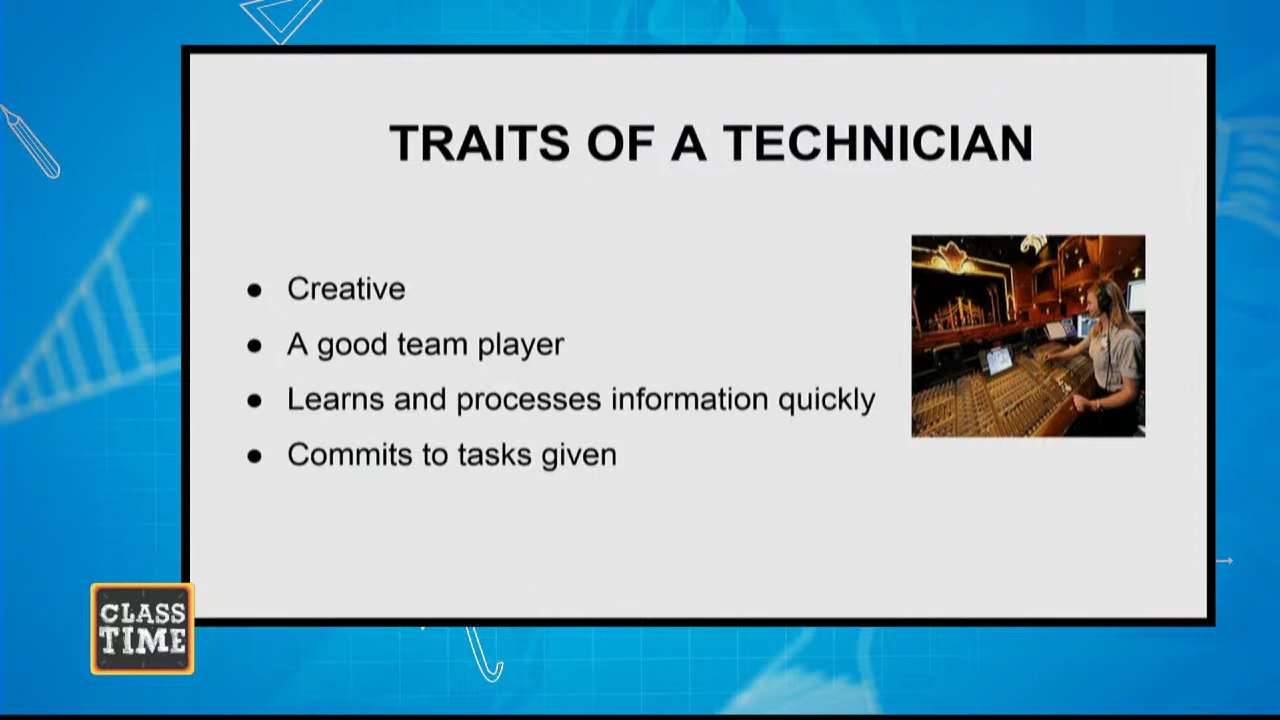 TRAITS OF A TECHNICIAN
● Creative
● A good team player
● Learns and processes information quickly
● Commits to tasks given
CLASS
TIME